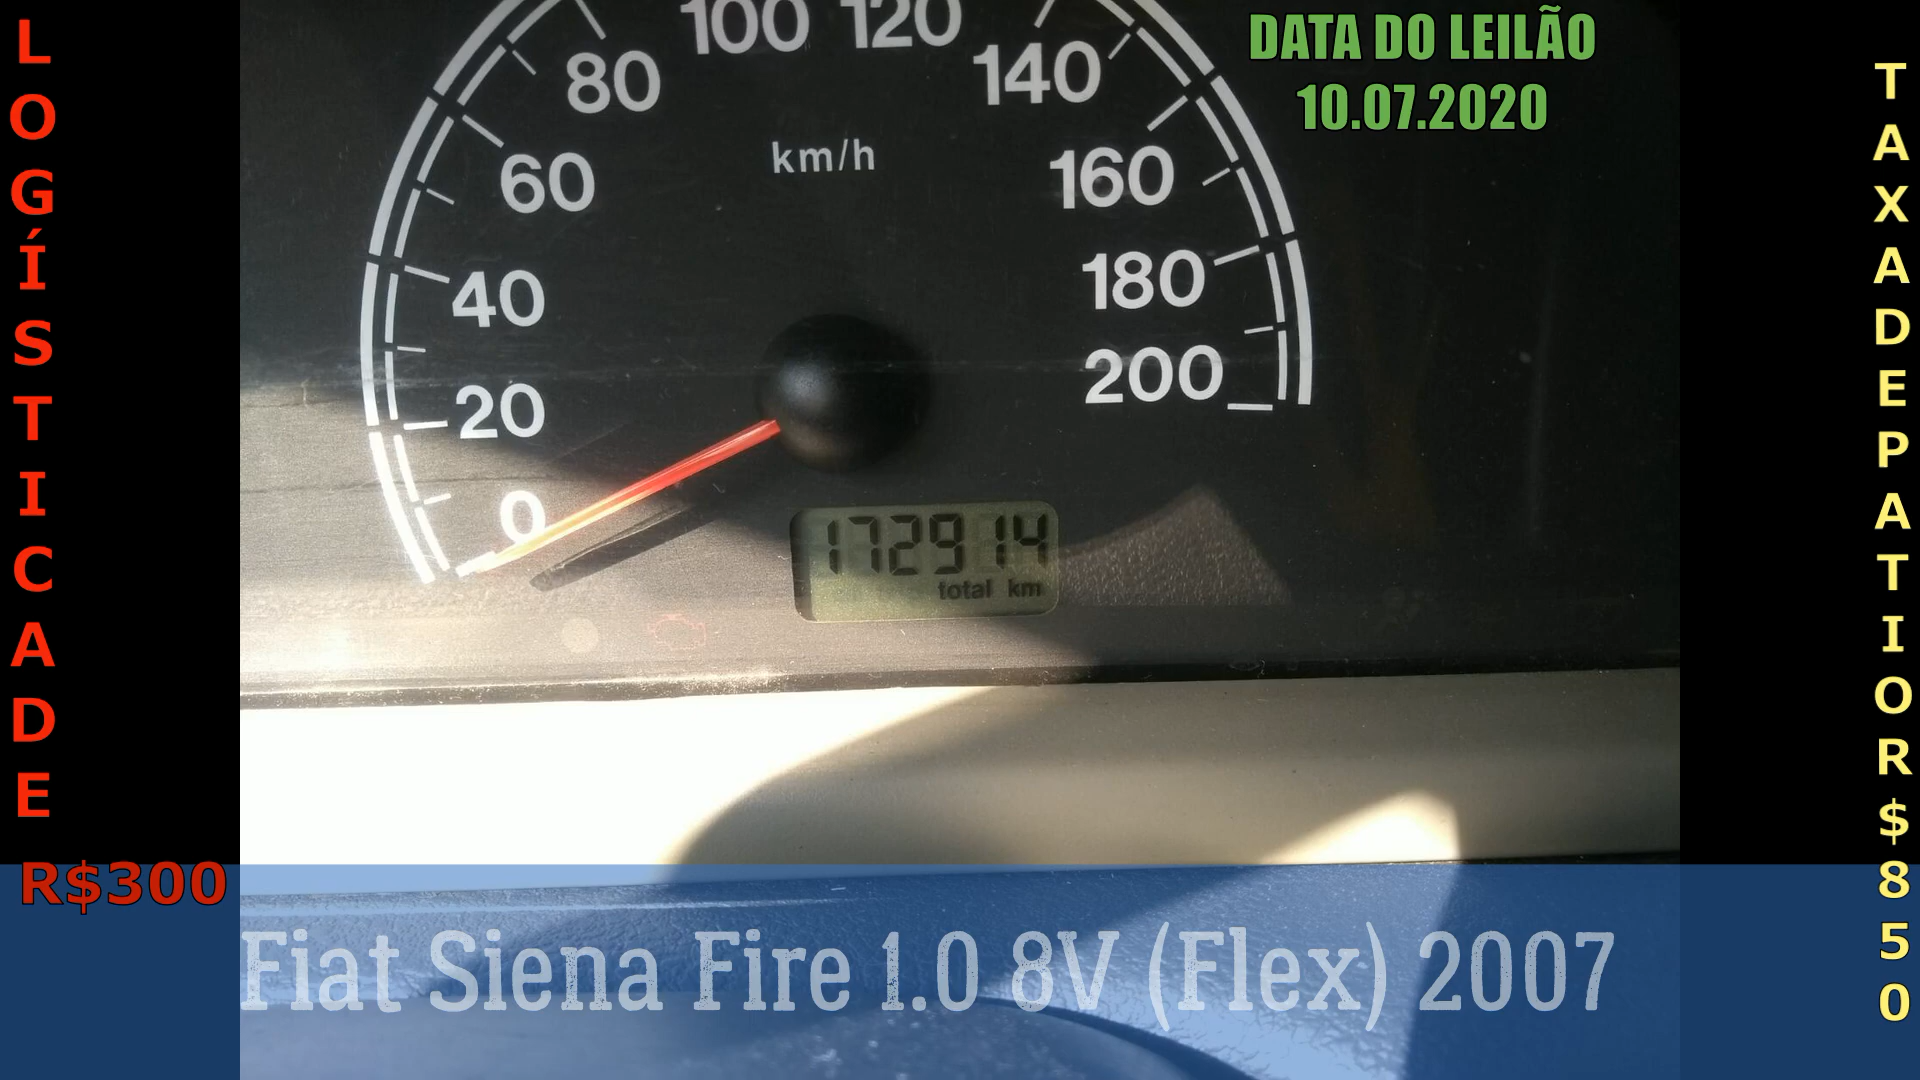 LOGÍSTICA DE
R$300
DATA DO LEILÃO
10.07.2020
TAXA DE PATIO R$850
100 120
80
140
km/h
60
160
40
180
20
200
0
172914
total km
Fiat Siena Fire 1.0 8V (Flex) 2007